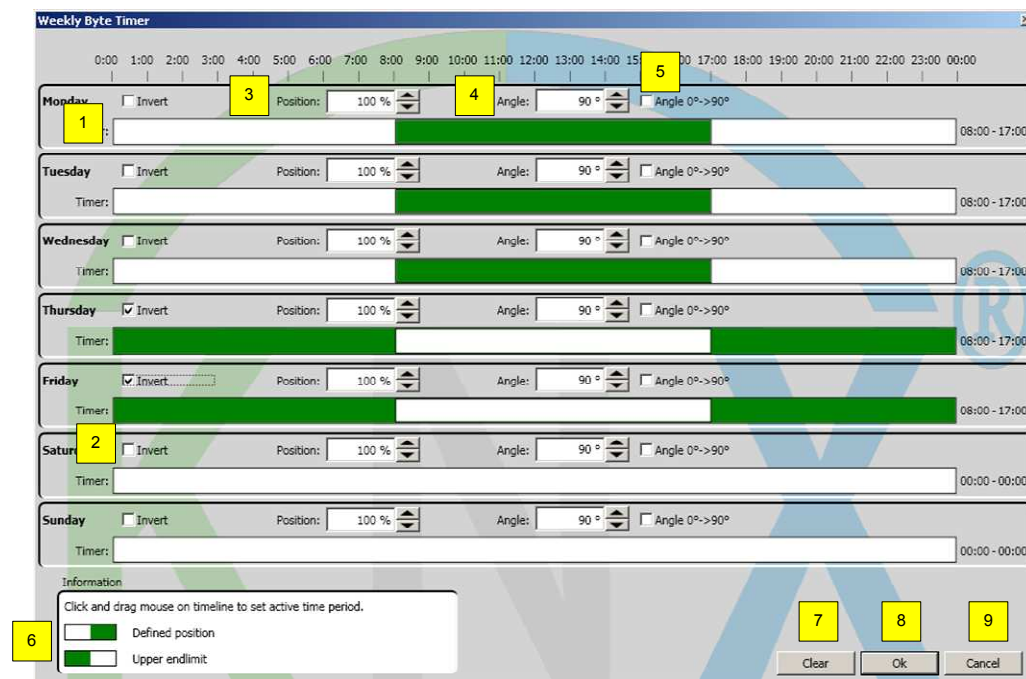 Weekly Byte Timer
0:00 1:00 2:00 3:00 4:00 5:00 6:00 7:00 8:00 9:00 10:00 11:00 12:00 13:00 14:00 17:00 18:00 19:00 20:00 21:00 22:00 23:00 00:00
Monday Invert 3 Position: 100 % 4 Angle: 90 ° 5 Angle 0°->90°
1 08:00 - 17:00
Tuesday Invert Position: 100 % Angle: 90 ° Angle 0°->90°
Timer: 08:00 - 17:00
Wednesday Invert Position: 100 % Angle: 90 ° Angle 0°->90°
Timer: 08:00 - 17:00
Thursday Invert Position: 100 % Angle: 90 ° Angle 0°->90°
Timer: 08:00 - 17:00
Friday Invert Position: 100 % Angle: 90 ° Angle 0°->90°
Timer: 08:00 - 17:00
2 Invert Position: 100 % Angle: 90 ° Angle 0°->90°
Timer: 00:00 - 00:00
Sunday Invert Position: 100 % Angle: 90 ° Angle 0°->90°
Timer: 00:00 - 00:00
Information
Click and drag mouse on timeline to set active time period.
6 Defined position
Upper endlimit
7 8 9
Clear Ok Cancel
KNX ®